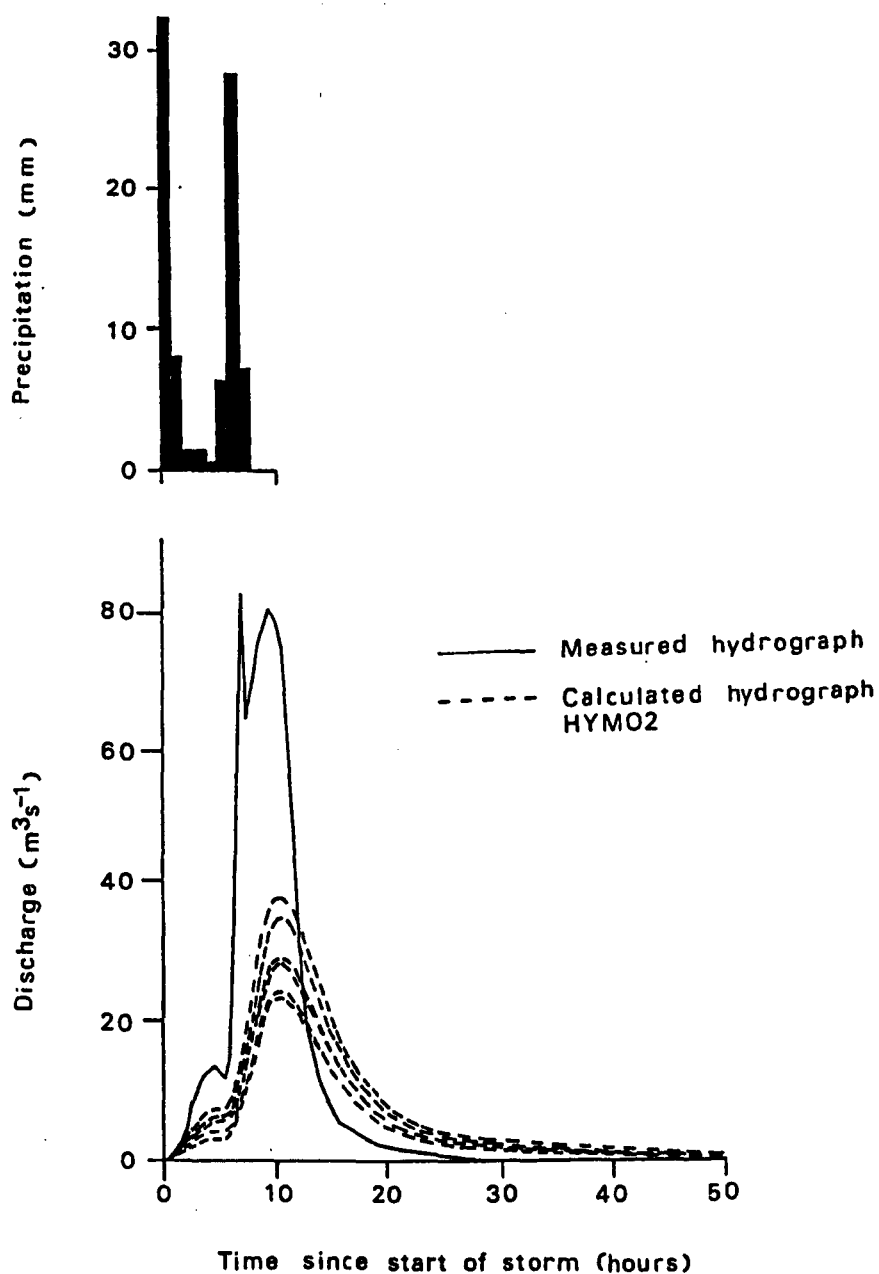 Precipitation (mm)
30
20
10
0
Discharge (m³s⁻¹)
80
60
40
20
0
Measured hydrograph
Calculated hydrograph
HYMO2
0 10 20 30 40 50
Time since start of storm (hours)